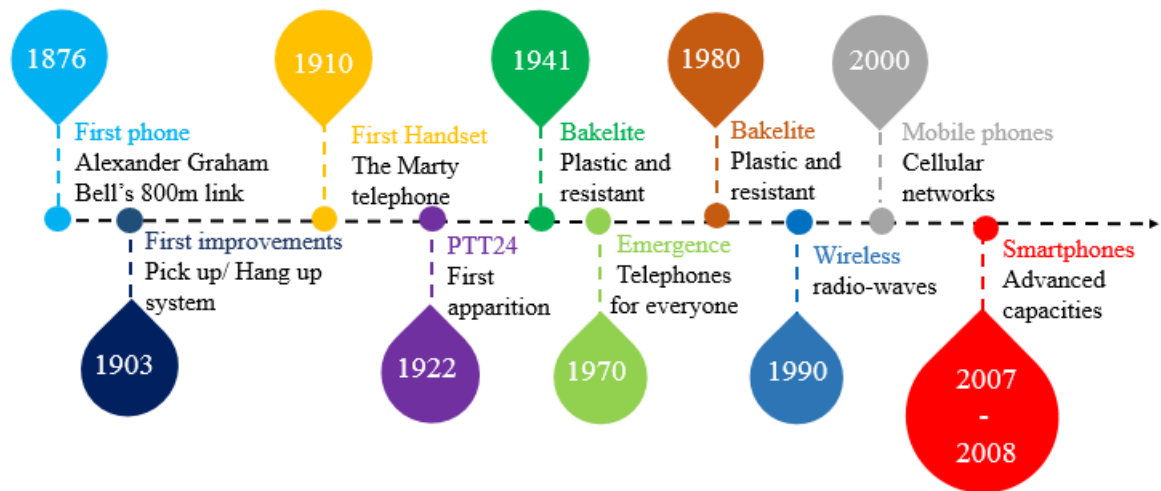 1876
First phone
Alexander Graham
Bell's 800m link
1903
First improvements
Pick up/ Hang up
system
1910
First Handset
The Marty
telephone
1922
PTT24
First
apparition
1941
Bakelite
Plastic and
resistant
1970
Emergence
Telephones
for everyone
1980
Bakelite
Plastic and
resistant
1990
Wireless
radio-waves
2000
Mobile phones
Cellular
networks
2007
-
2008
Smartphones
Advanced
capacities